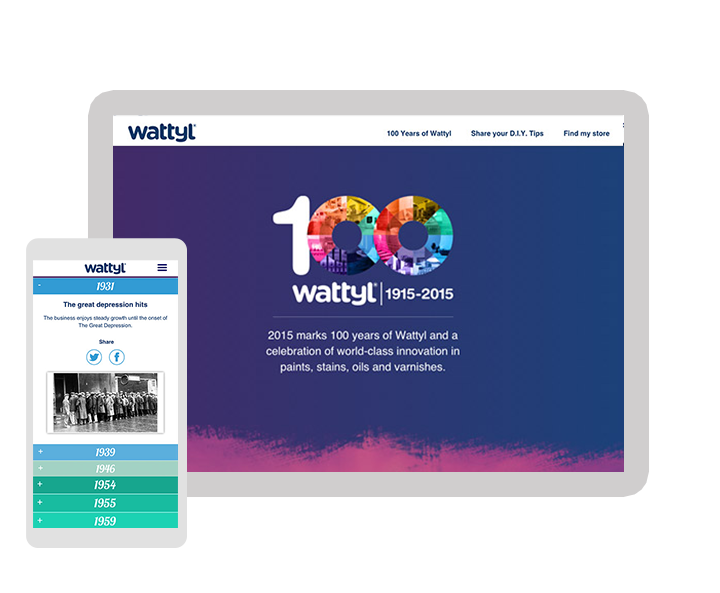 wattyl
100 Years of Wattyl
Share your D.I.Y. Tips
Find my store
100
wattyl 1915-2015
2015 marks 100 years of Wattyl and a
celebration of world-class innovation in
paints, stains, oils and varnishes.
wattyl
- 1931
The great depression hits
The business enjoys steady growth until the onset of
The Great Depression.
Share
+ 1939
+ 1946
+ 1954
+ 1955
+ 1959